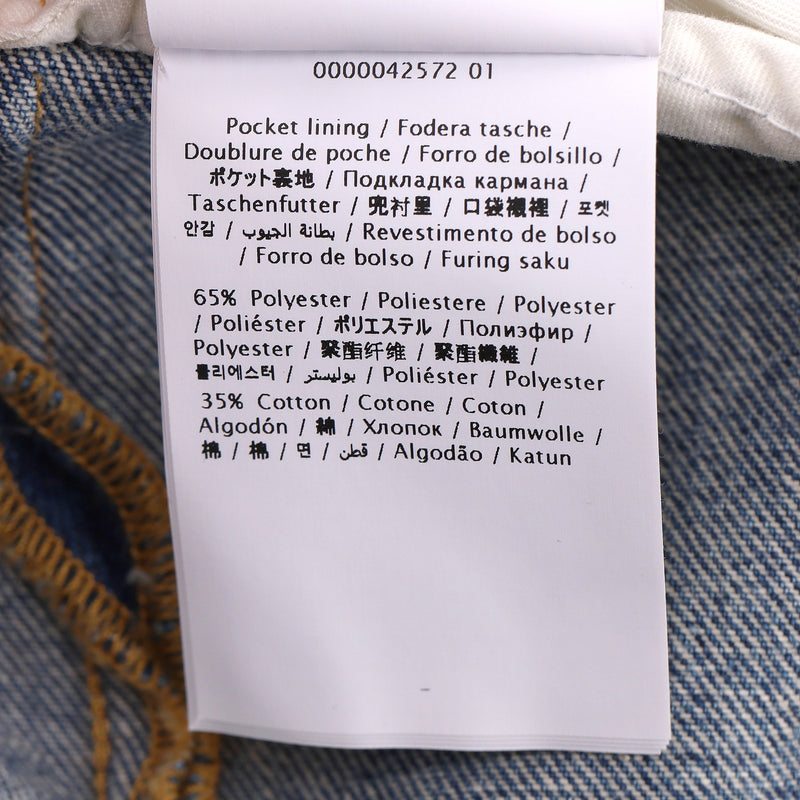 0000042572 01
Pocket lining / Fodera tasche /
Doublure de poche / Forro de bolsillo /
ポケット裏地 / Подкладка кармана /
Taschenfutter / 兜衬里 / 口袋襯裡 / 포켓
안감 / بطانة الجيوب / Revestimento de bolso
/ Forro de bolso / Furing saku
65% Polyester / Poliestere / Polyester
/ Poliéster / ポリエステル / Полиэфир /
Polyester / 聚酯纤维 / 聚酯纖維 /
폴리에스터 / بوليستر / Poliéster / Polyester
35% Cotton / Cotone / Coton /
Algodón / 綿 / Хлопок / Baumwolle /
棉 / 棉 / 면 / قطن / Algodão / Katun